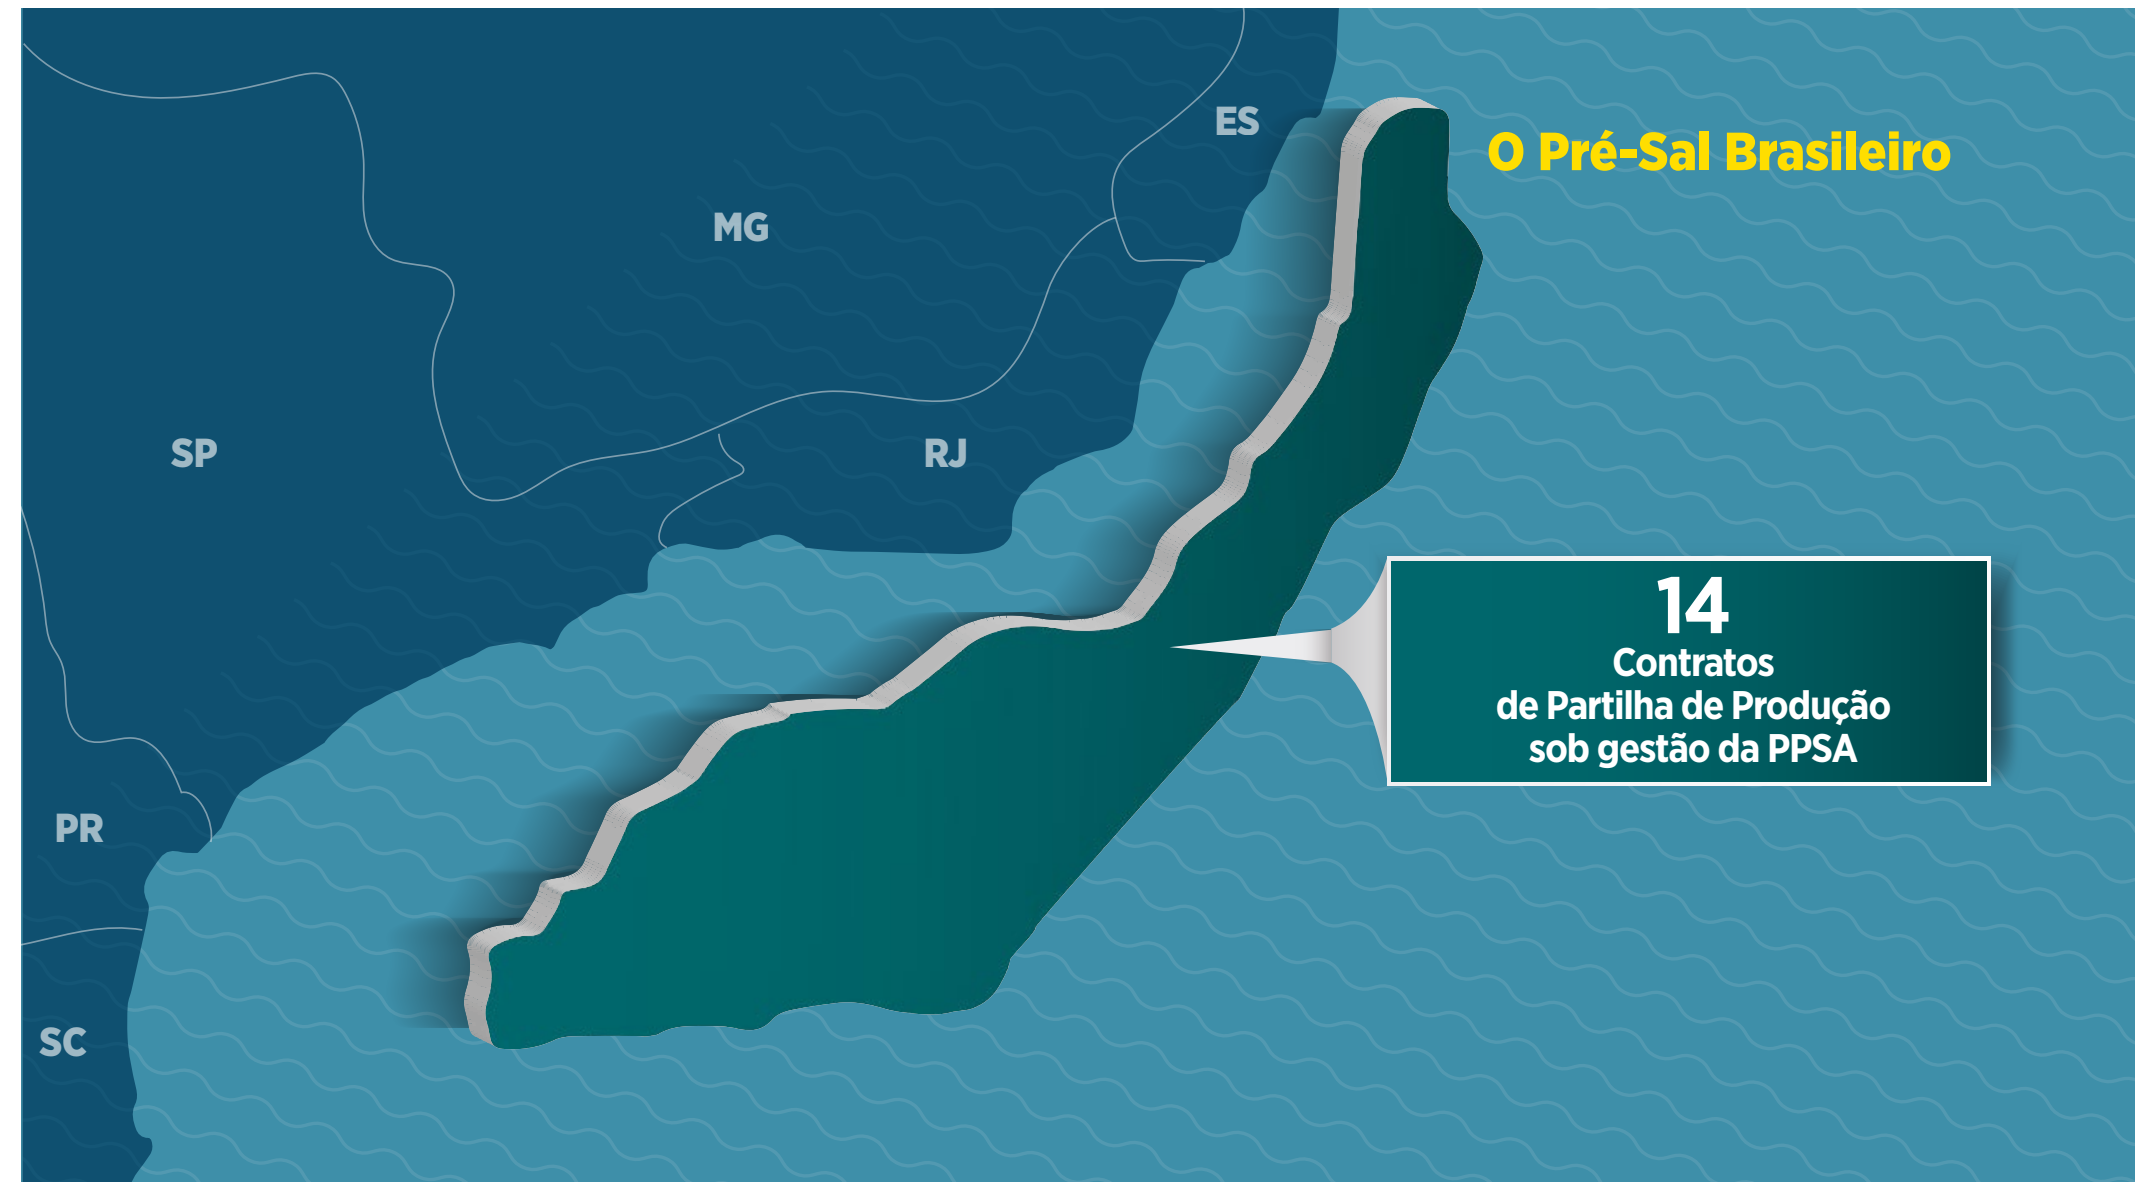 ES
O Pré-Sal Brasileiro
MG
SP
RJ
14
Contratos
de Partilha de Produção
sob gestão da PPSA
PR
SC